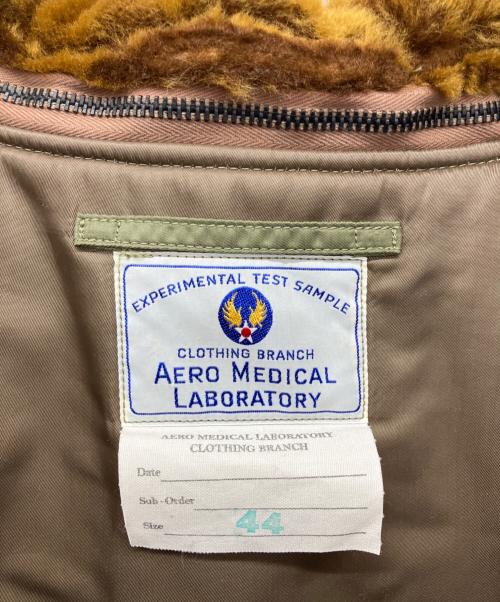 EXPERIMENTAL TEST SAMPLE
CLOTHING BRANCH
AERO MEDICAL
LABORATORY
AERO MEDICAL LABORATORY
CLOTHING BRANCH
Date
Sub-Order
Size 44